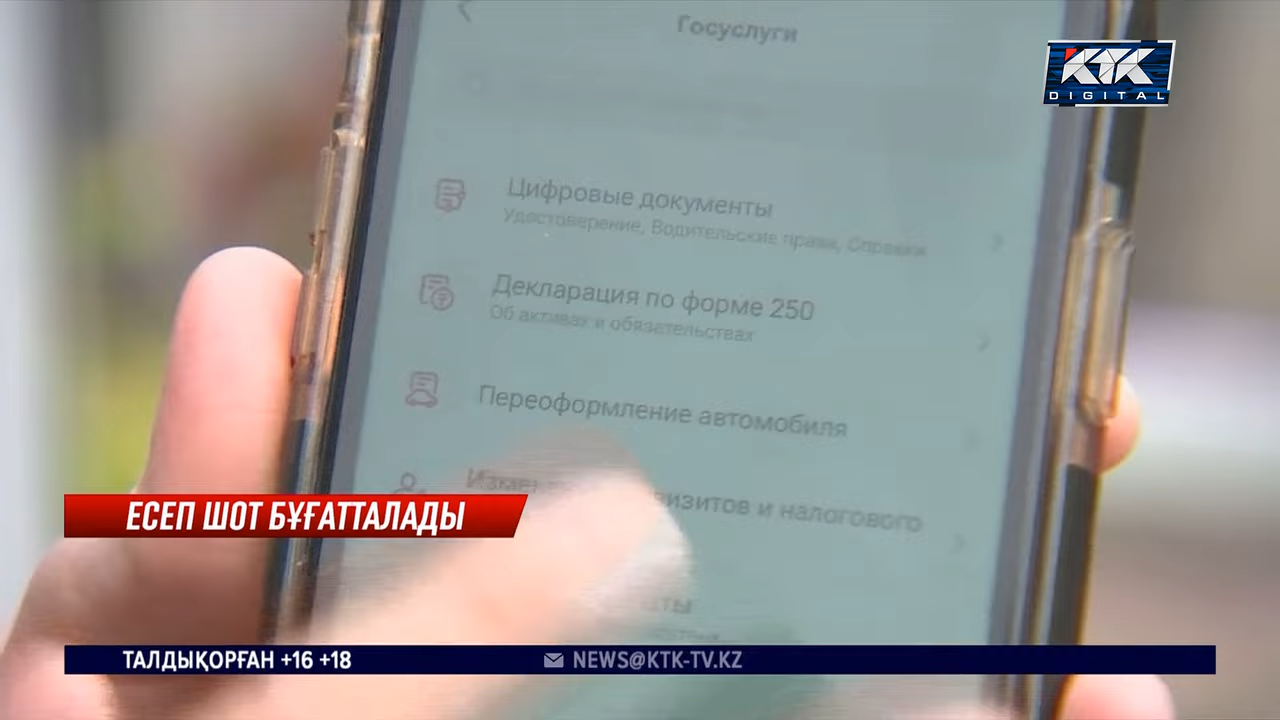 Госуслуги
KTK
DIGITAL
Цифровые документы
Удостоверение, Водительские права, Справки
Декларация по форме 250
Об активах и обязательствах
Переоформление автомобиля
и налогового
ЕСЕП ШОТ БҰҒАТТАЛАДЫ
ТАЛДЫҚОРҒАН +16 +18
NEWS@KTK-TV.KZ